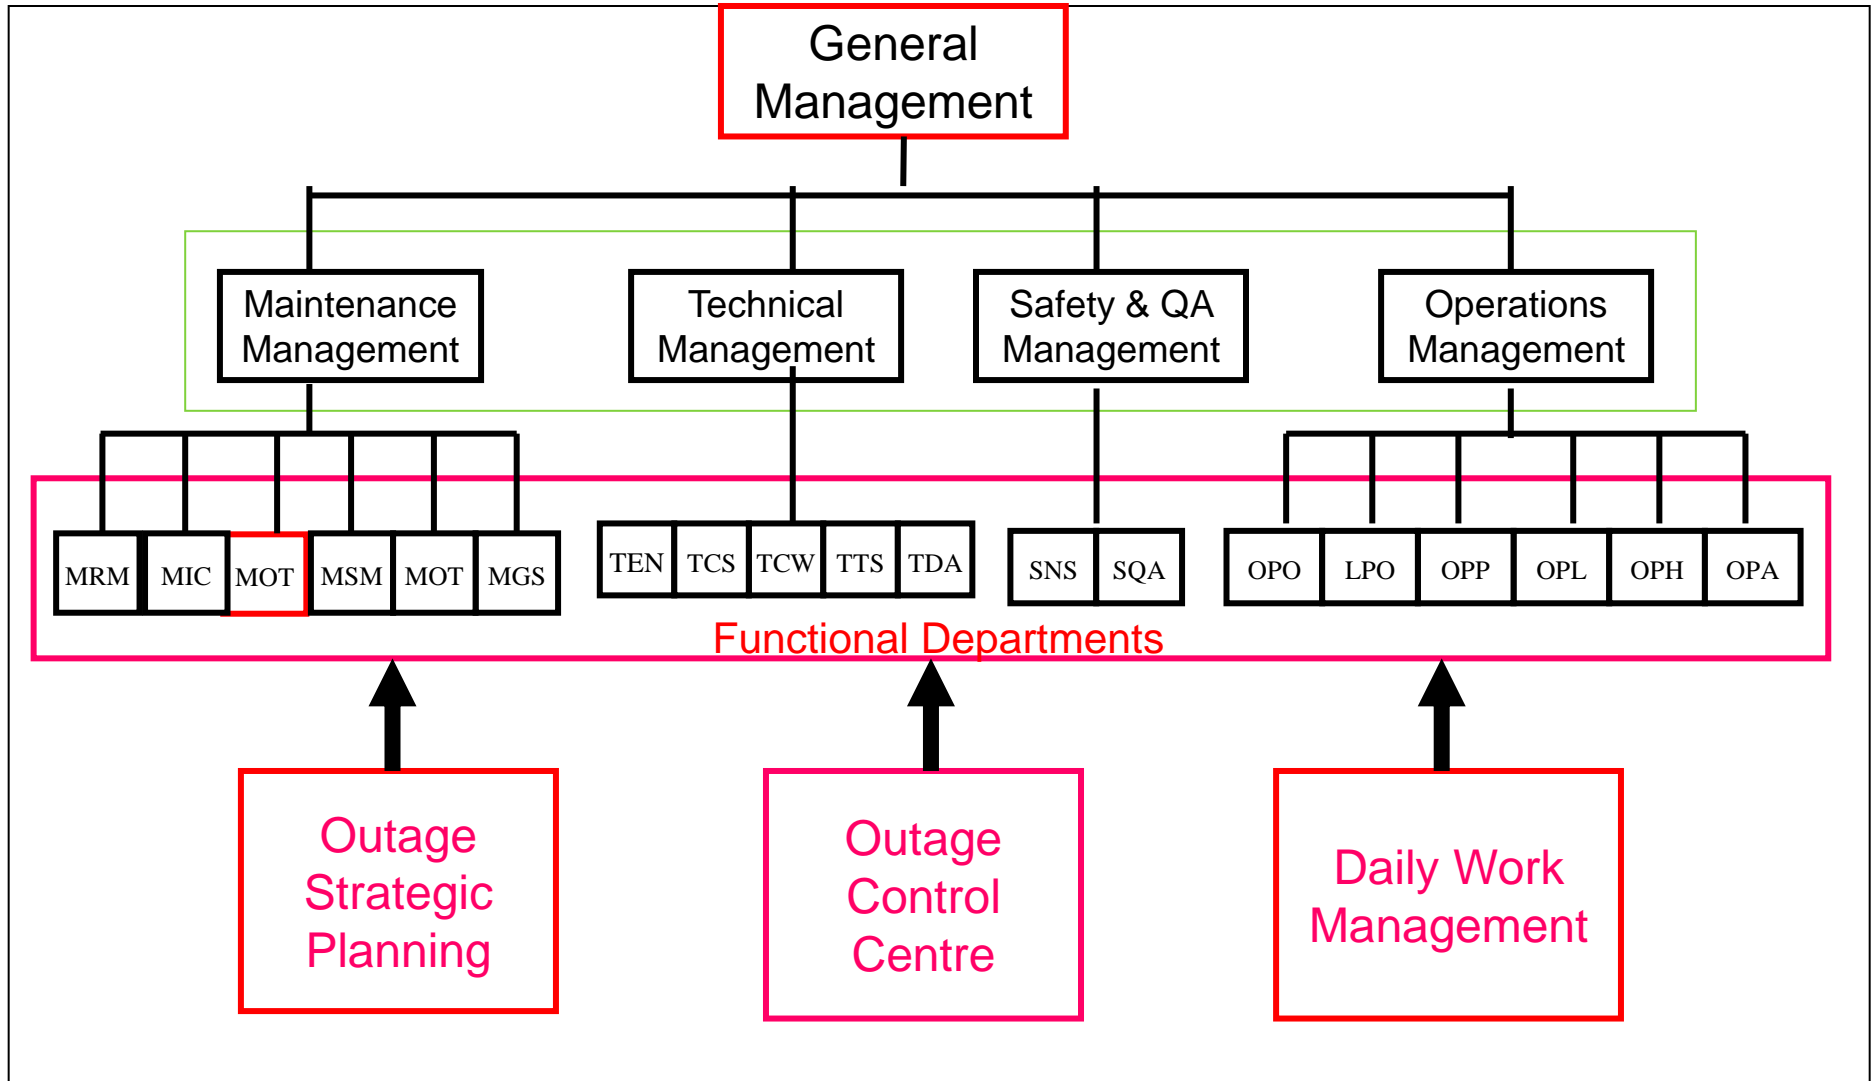 General
Management
Maintenance
Management
Technical
Management
Safety & QA
Management
Operations
Management
MRM
MIC
MOT
MSM
MOT
MGS
TEN
TCS
TCW
TTS
TDA
SNS
SQA
OPO
LPO
OPP
OPL
OPH
OPA
Functional Departments
Outage
Strategic
Planning
Outage
Control
Centre
Daily Work
Management